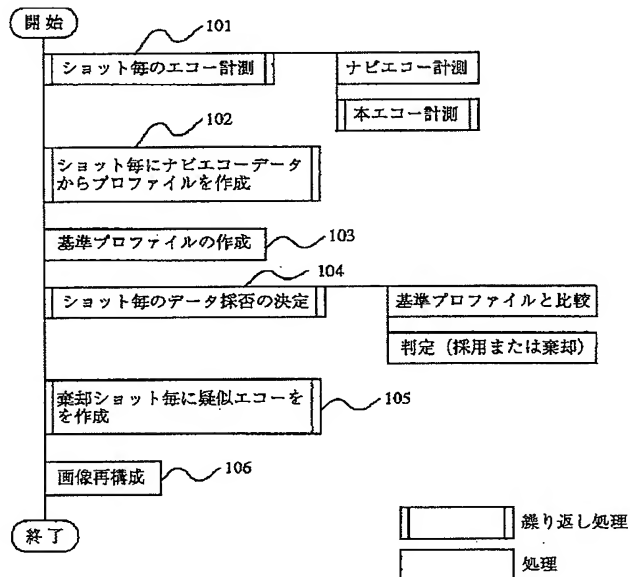 開始
101
ショット毎のエコー計測
ナビエコー計測
本エコー計測
102
ショット毎にナビエコーデータ
からプロファイルを作成
基準プロファイルの作成
103
104
ショット毎のデータ採否の決定
基準プロファイルと比較
判定（採用または棄却）
棄却ショット毎に疑似エコーを
を作成
105
画像再構成
106
終了
繰り返し処理
処理